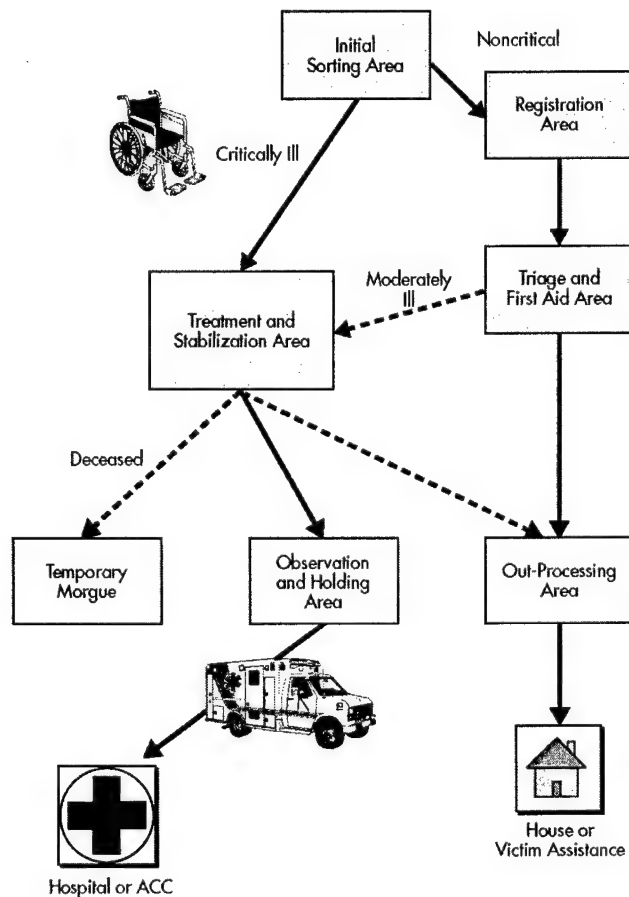 Initial
Sorting Area
Noncritical
Registration
Area
Critically Ill
Moderately
Ill
Triage and
First Aid Area
Treatment and
Stabilization Area
Deceased
Temporary
Morgue
Observation
and Holding
Area
Out-Processing
Area
House or
Victim Assistance
Hospital or ACC